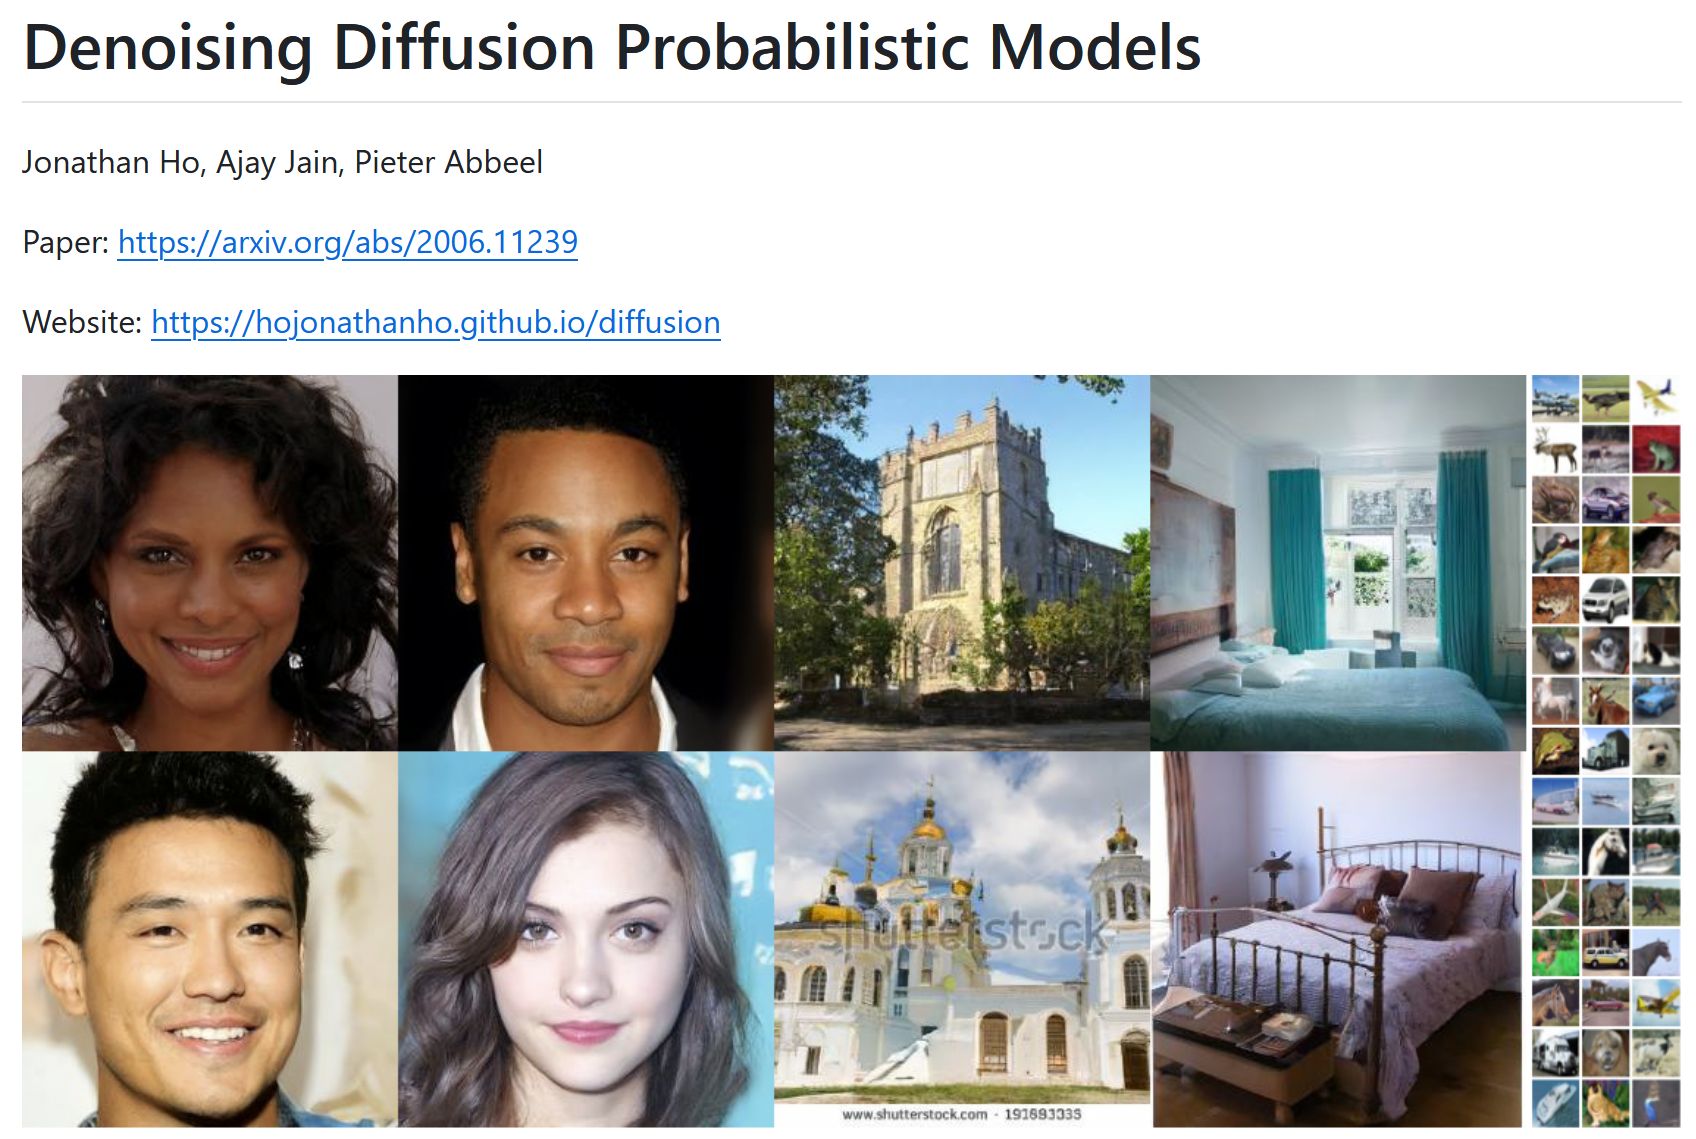 Denoising Diffusion Probabilistic Models
Jonathan Ho, Ajay Jain, Pieter Abbeel
Paper: https://arxiv.org/abs/2006.11239
Website: https://hojonathanho.github.io/diffusion
shutterstock
www.shutterstock.com